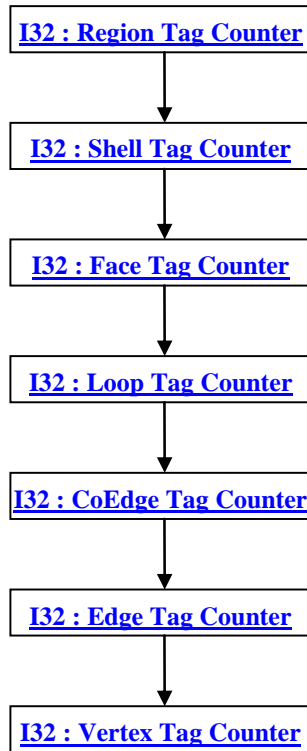 I32 : Region Tag Counter
I32 : Shell Tag Counter
I32 : Face Tag Counter
I32 : Loop Tag Counter
I32 : CoEdge Tag Counter
I32 : Edge Tag Counter
I32 : Vertex Tag Counter